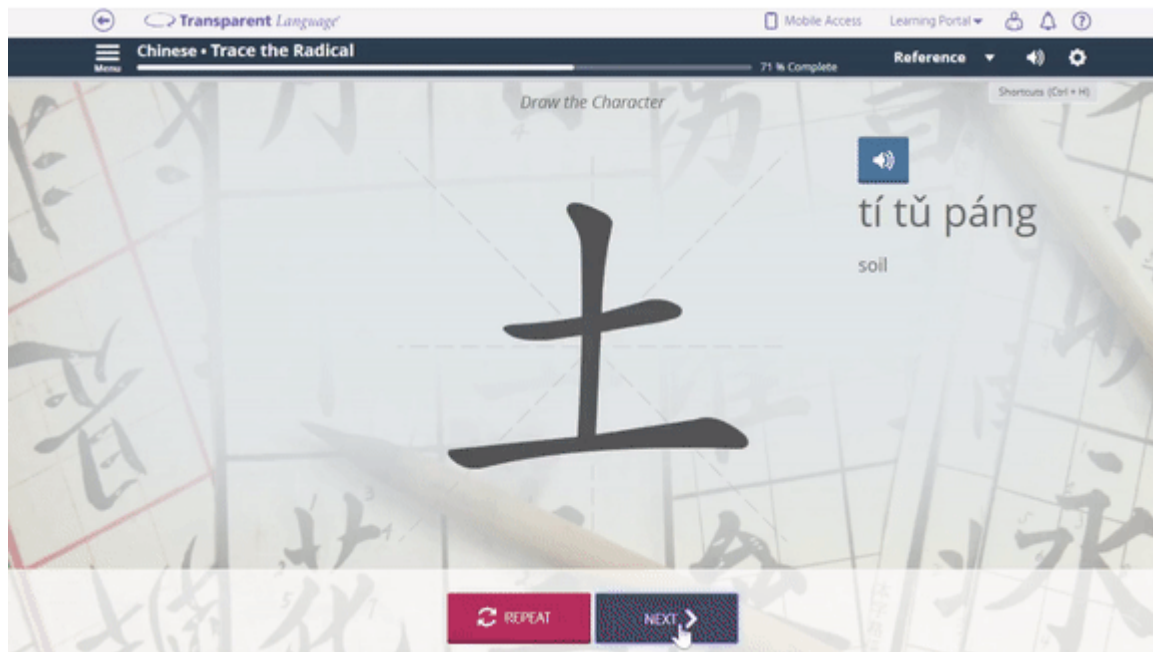 Transparent Language
Mobile Access
Learning Portal
Menu
Chinese • Trace the Radical
71 % Complete
Reference
Shortcuts (Ctrl + H)
Draw the Character
土
tí tǔ páng
soil
REPEAT
NEXT